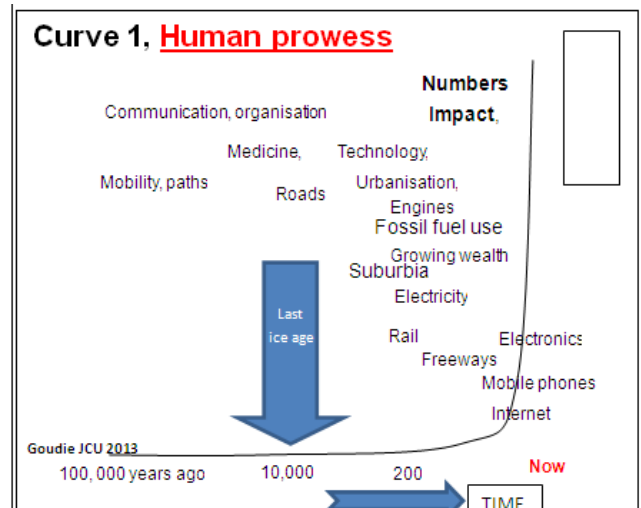 Curve 1, Human prowess
Numbers
Impact,
Communication, organisation
Medicine,
Technology,
Mobility, paths
Roads
Urbanisation,
Engines
Fossil fuel use
Growing wealth
Suburbia
Electricity
Last
ice age
Rail
Electronics
Freeways
Mobile phones
Internet
Goudie JCU 2013
100, 000 years ago
10,000
200
Now
TIME